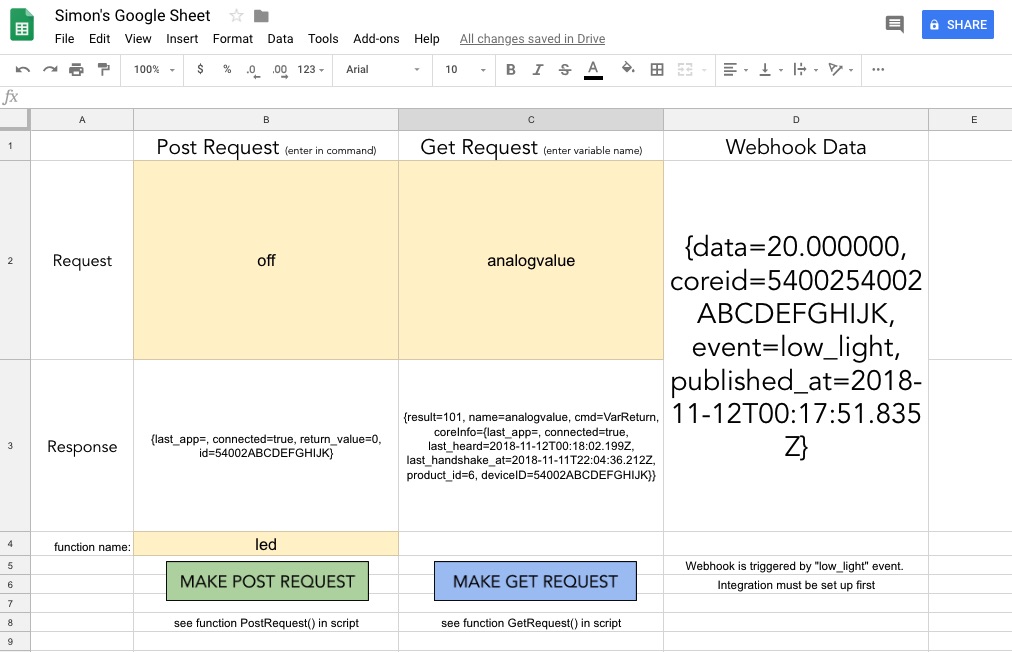 Simon's Google Sheet
File Edit View Insert Format Data Tools Add-ons Help All changes saved in Drive
SHARE
100% $ % .0 .00 123 Arial 10 B I S A
fx
A B C D E
1 Post Request (enter in command) Get Request (enter variable name) Webhook Data
2 Request off analogvalue
{data=20.000000,
coreid=5400254002
ABCDEFGHIJK,
event=low_light,
published_at=2018-
11-12T00:17:51.835
Z}
3 Response
{last_app=, connected=true, return_value=0,
id=54002ABCDEFGHIJK}
{result=101, name=analogvalue, cmd=VarReturn,
coreInfo={last_app=, connected=true,
last_heard=2018-11-12T00:18:02.199Z,
last_handshake_at=2018-11-11T22:04:36.212Z,
product_id=6, deviceID=54002ABCDEFGHIJK}}
4 function name: led
5 Webhook is triggered by "low_light" event.
MAKE POST REQUEST MAKE GET REQUEST
6 Integration must be set up first
7
8 see function PostRequest() in script see function GetRequest() in script
9